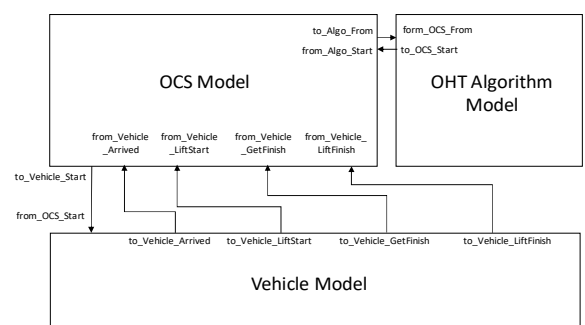 to_Algo_From
form_OCS_From
from_Algo_Start
to_OCS_Start
OCS Model
OHT Algorithm
Model
from_Vehicle
_Arrived
from_Vehicle
_LiftStart
from_Vehicle
_GetFinish
from_Vehicle_
LiftFinish
to_Vehicle_Start
from_OCS_Start
to_Vehicle_Arrived
to_Vehicle_LiftStart
to_Vehicle_GetFinish
to_Vehicle_LiftFinish
Vehicle Model